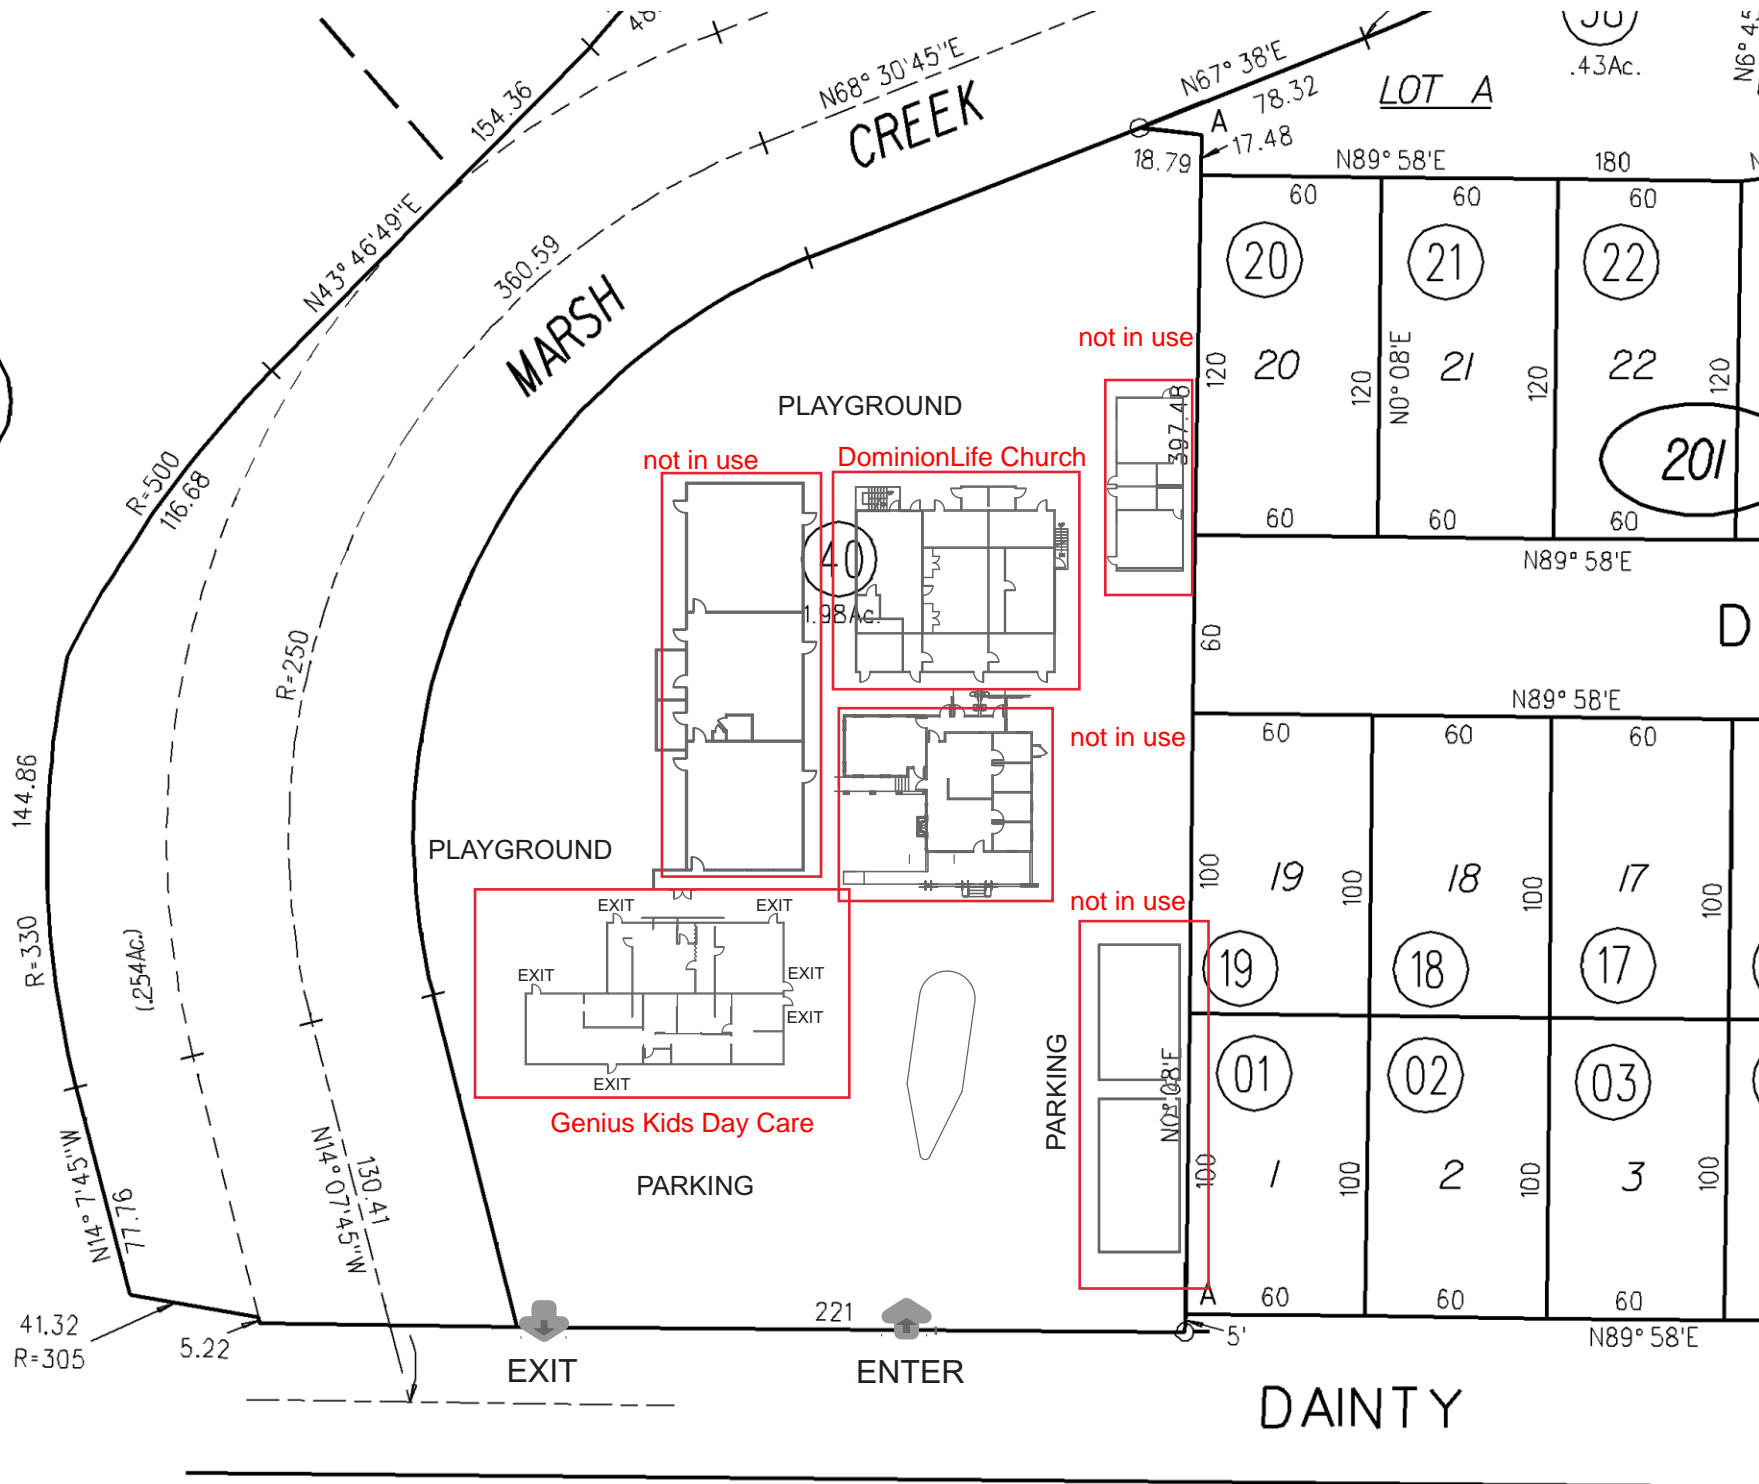 154.36
N68° 30'45"E
CREEK
N67° 38'E
78.32
LOT A
.43Ac.
A
17.48
18.79
N89° 58'E
180
N43° 46'49"E
360.59
MARSH
60
60
60
20
21
22
not in use
120
20
120
N0° 08'E
21
120
22
120
397.48
201
PLAYGROUND
R=500
116.68
not in use
DominionLife Church
40
1.98Ac.
60
60
60
N89° 58'E
60
D
R=250
N89° 58'E
60
60
60
not in use
144.86
PLAYGROUND
100
19
100
18
100
17
100
R=330
(.254Ac.)
not in use
EXIT
EXIT
EXIT
EXIT
EXIT
EXIT
19
18
17
PARKING
N0° 08'E
01
02
03
Genius Kids Day Care
N14° 7'45"W
77.76
130.41
N14° 07'45"W
PARKING
100
1
100
2
100
3
100
A
60
60
60
41.32
R=305
5.22
221
5'
N89° 58'E
EXIT
ENTER
DAINTY